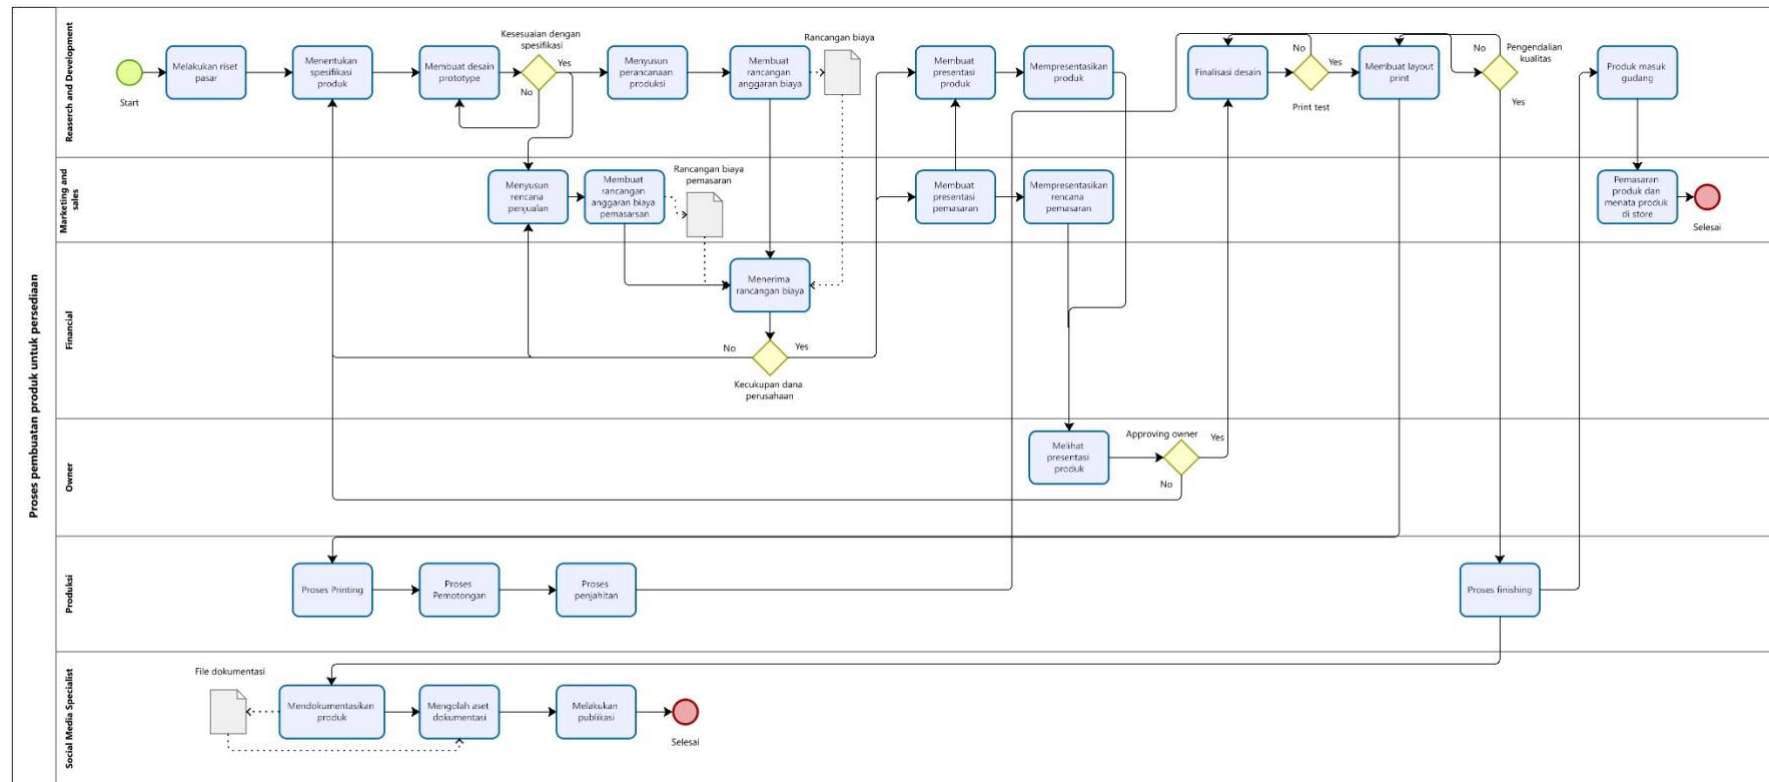 Proses pembuatan produk untuk persediaan
Reaserch and Development
Start
Melakukan riset
pasar
Menentukan
spesifikasi
produk
Membuat desain
prototype
Kesesuaian dengan
spesifikasi
Yes
No
Menyusun
perancanaan
produksi
Membuat
rancangan
anggaran biaya
Rancangan biaya
Membuat
presentasi
produk
Mempresentasikan
produk
Finalisasi desain
No
Yes
Print test
Membuat layout
print
No
Pengendalian
kualitas
Yes
Produk masuk
gudang
Marketing and
sales
Menyusun
rencana
penjualan
Membuat
rancangan
anggaran biaya
pemasarsan
Rancangan biaya
pemasaran
Membuat
presentasi
pemasaran
Mempresentasikan
rencana
pemasaran
Pemasaran
produk dan
menata produk
di store
Selesai
Financial
Menerima
rancangan biaya
No
Yes
Kecukupan dana
perusahaan
Owner
Melihat
presentasi
produk
Approving owner
Yes
No
Produksi
Proses Printing
Proses
Pemotongan
Proses
penjahitan
Proses finishing
Social Media Specialist
File dokumentasi
Mendokumentasikan
produk
Mengolah aset
dokumentasi
Melakukan
publikasi
Selesai